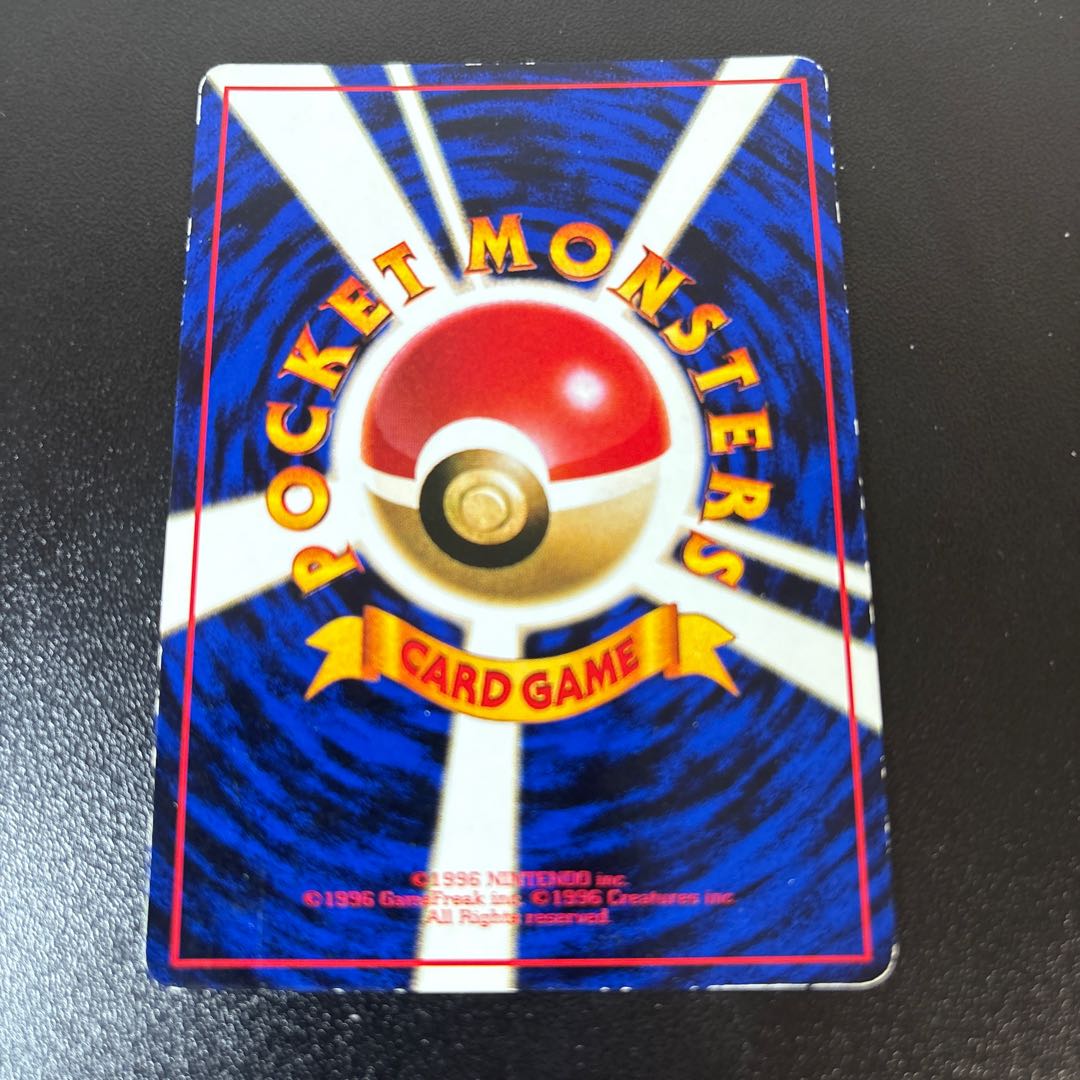 POCKET MONSTERS
CARD GAME
©1996 NINTENDO inc.
©1996 GameFreak inc. ©1996 Creatures inc.
All Rights reserved.